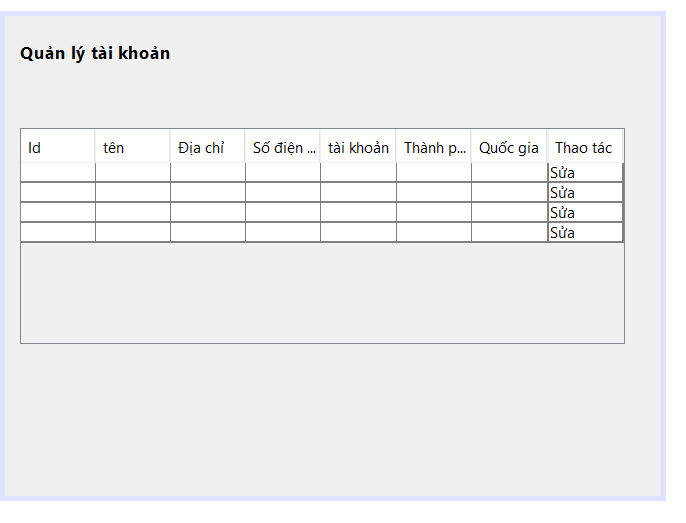 Quản lý tài khoản
Id tên Địa chỉ Số điện ... tài khoản Thành p... Quốc gia Thao tác
Sửa
Sửa
Sửa
Sửa